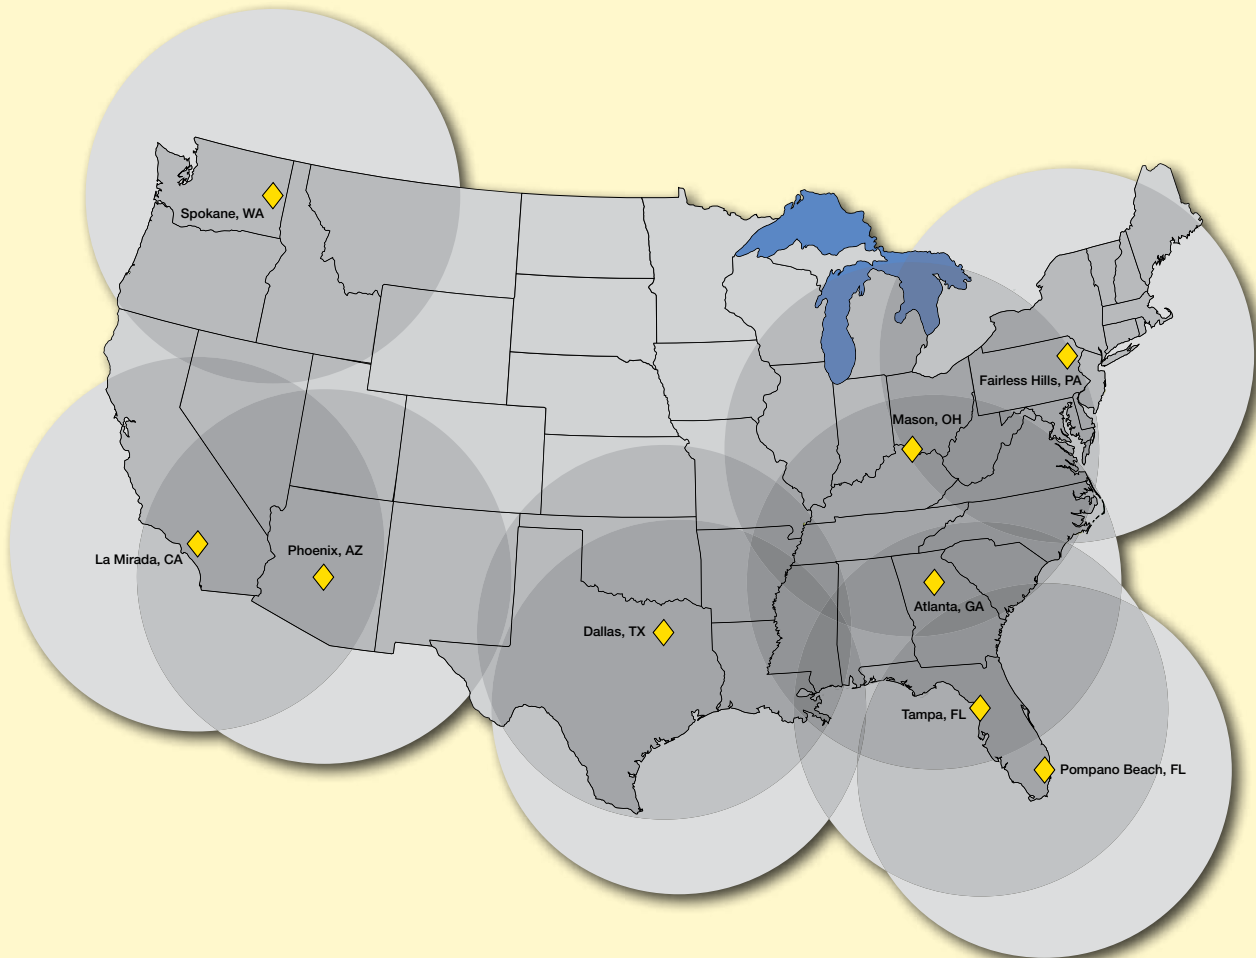 Spokane, WA
Fairless Hills, PA
Mason, OH
Phoenix, AZ
La Mirada, CA
Atlanta, GA
Dallas, TX
Tampa, FL
Pompano Beach, FL